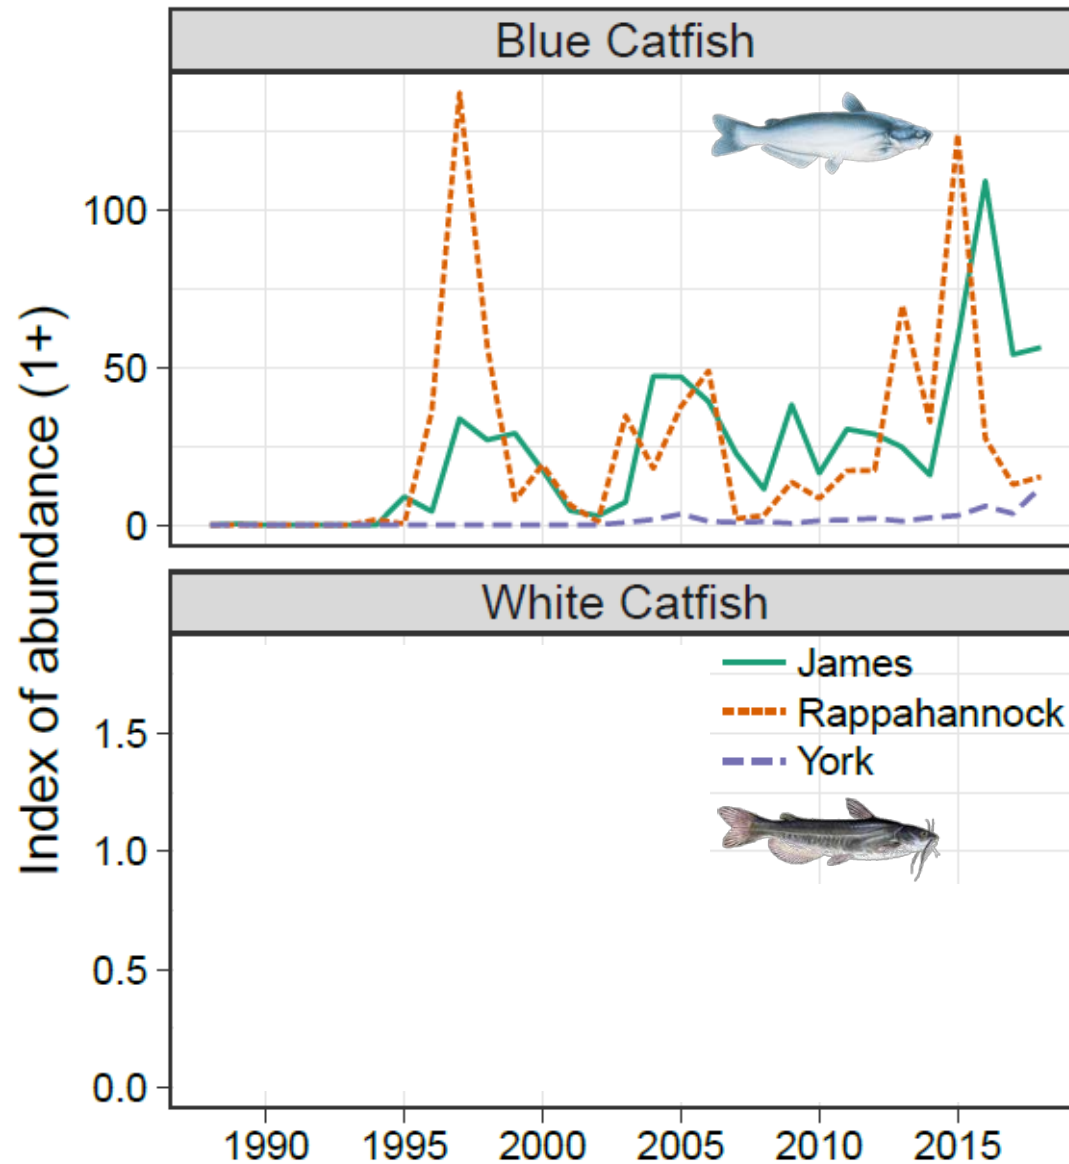 Blue Catfish
100
50
0
Index of abundance (1+)
White Catfish
James
Rappahannock
York
1.5
1.0
0.5
0.0
1990 1995 2000 2005 2010 2015